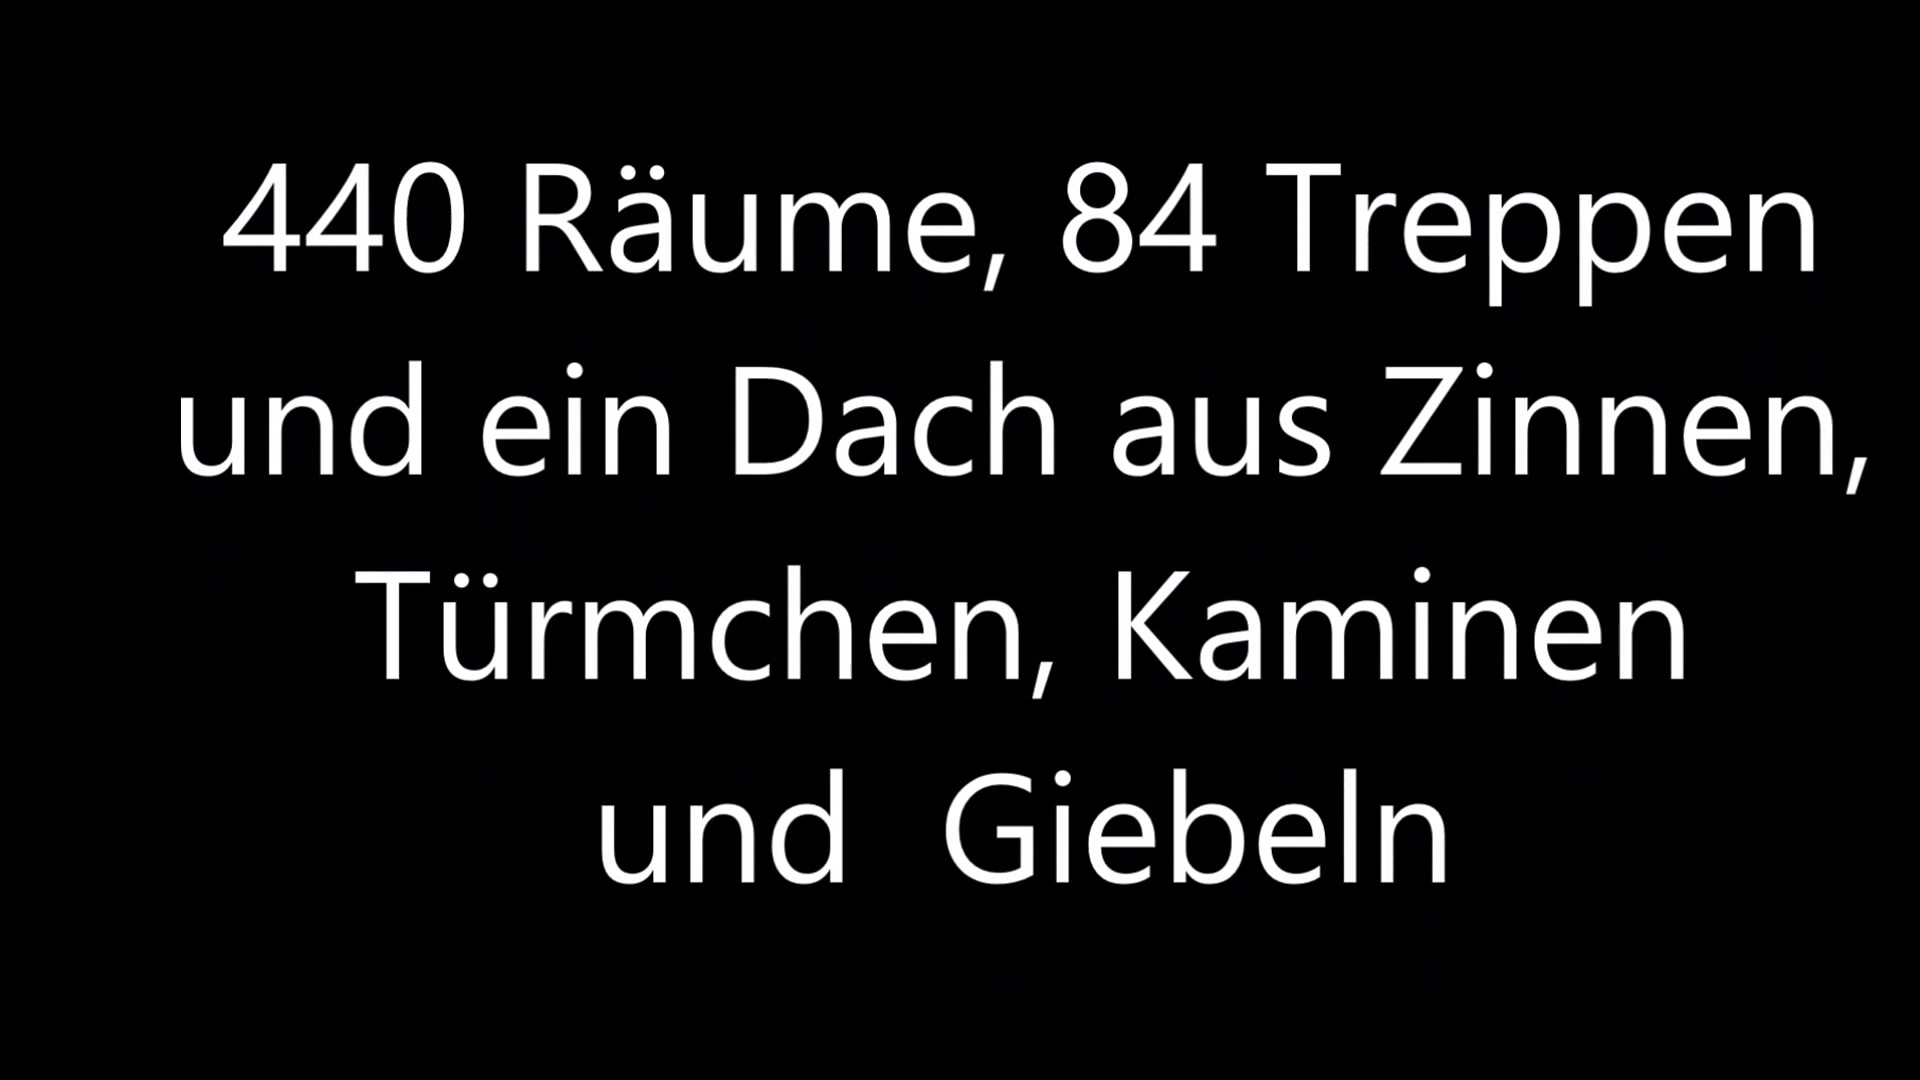 440 Räume, 84 Treppen
und ein Dach aus Zinnen,
Türmchen, Kaminen
und  Giebeln